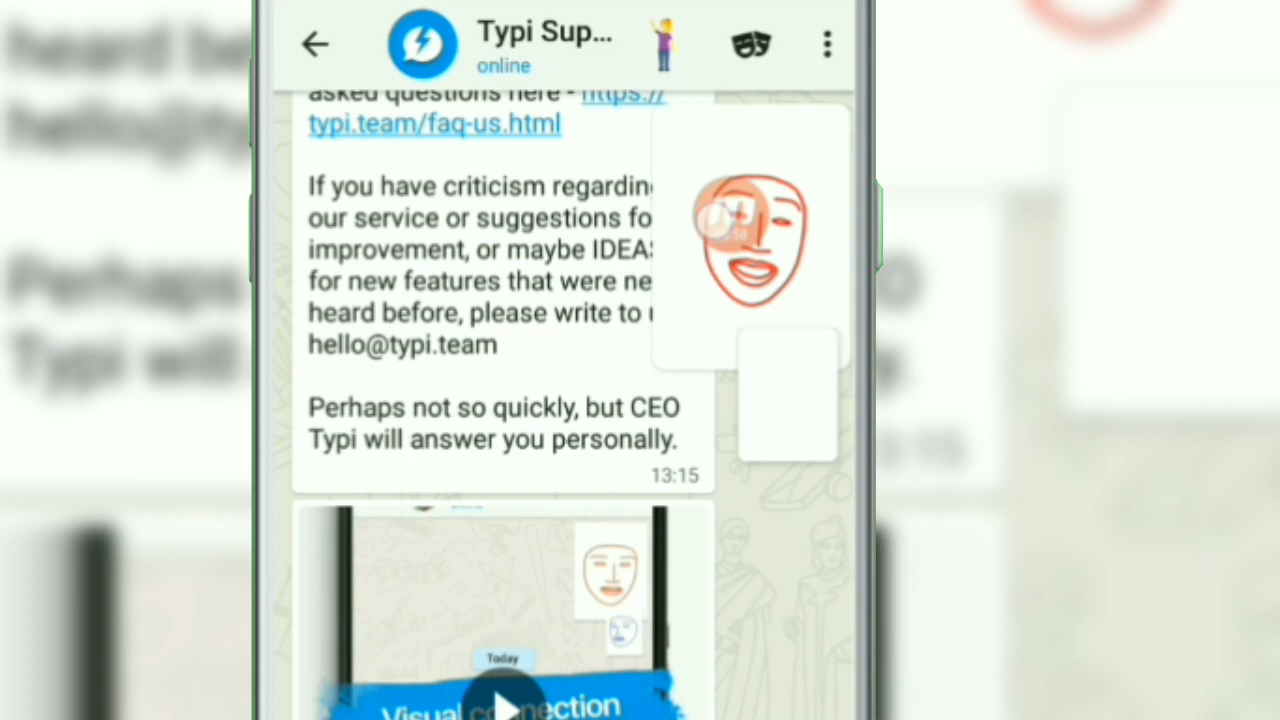 Typi Sup...
online
asked questions here - https://
typi.team/faq-us.html
If you have criticism regardin
our service or suggestions fo
improvement, or maybe IDEAS
for new features that were ne
heard before, please write to
hello@typi.team
Perhaps not so quickly, but CEO
Typi will answer you personally.
13:15
Today
Visual connection